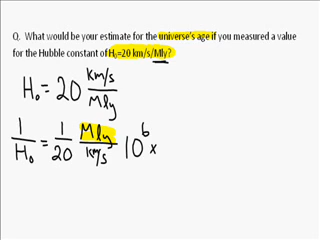 Q. What would be your estimate for the universe's age if you measured a value
for the Hubble constant of H₀=20 km/s/Mly?
H₀ = 20 km/s / Mly
1/H₀ = 1/20 Mly / km/s 10⁶ x